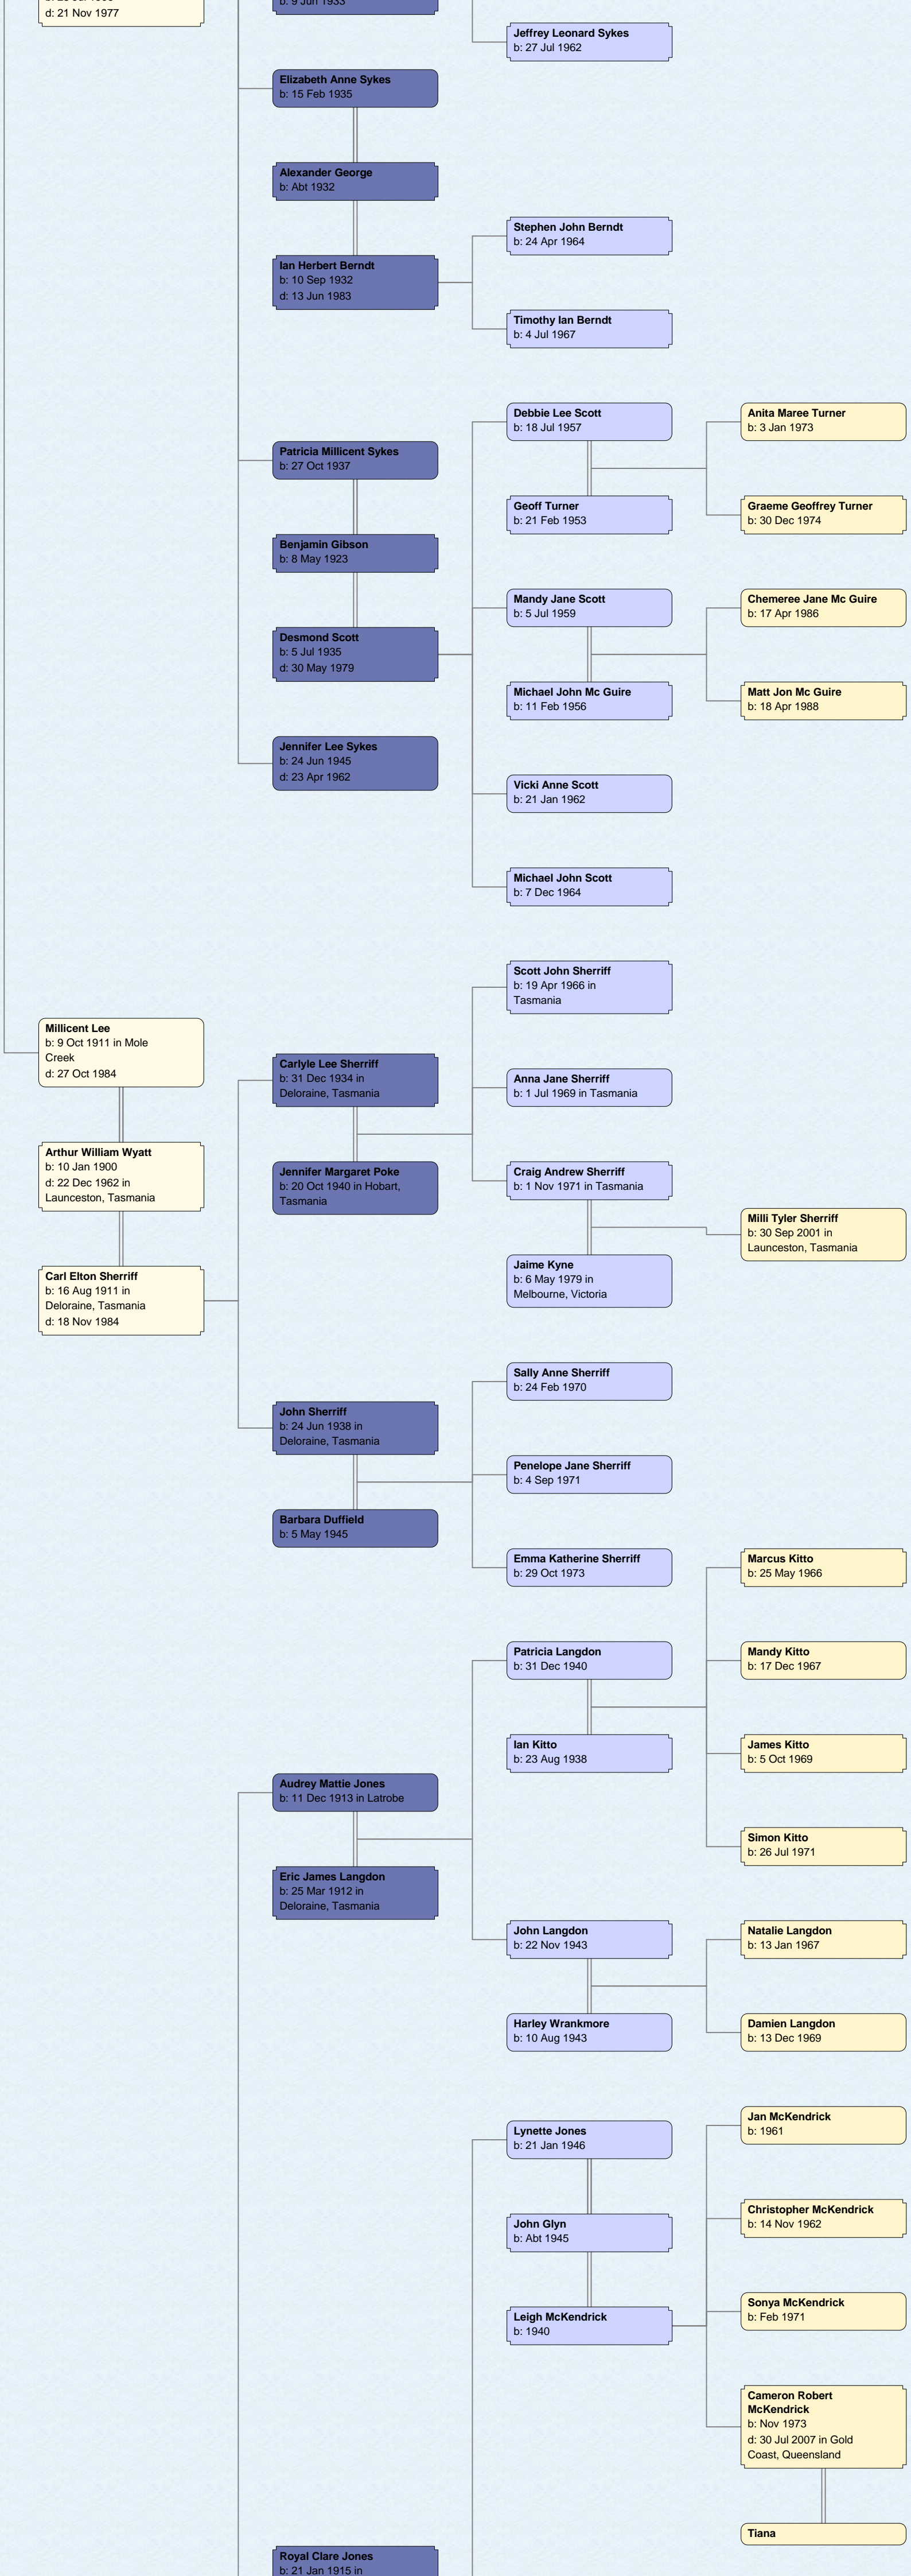 d: 21 Nov 1977
Jeffrey Leonard Sykes
b: 27 Jul 1962
Elizabeth Anne Sykes
b: 15 Feb 1935
Alexander George
b: Abt 1932
Stephen John Berndt
b: 24 Apr 1964
Ian Herbert Berndt
b: 10 Sep 1932
d: 13 Jun 1983
Timothy Ian Berndt
b: 4 Jul 1967
Debbie Lee Scott
b: 18 Jul 1957
Anita Maree Turner
b: 3 Jan 1973
Patricia Millicent Sykes
b: 27 Oct 1937
Geoff Turner
b: 21 Feb 1953
Graeme Geoffrey Turner
b: 30 Dec 1974
Benjamin Gibson
b: 8 May 1923
Mandy Jane Scott
b: 5 Jul 1959
Chemeree Jane Mc Guire
b: 17 Apr 1986
Desmond Scott
b: 5 Jul 1935
d: 30 May 1979
Michael John Mc Guire
b: 11 Feb 1956
Matt Jon Mc Guire
b: 18 Apr 1988
Jennifer Lee Sykes
b: 24 Jun 1945
d: 23 Apr 1962
Vicki Anne Scott
b: 21 Jan 1962
Michael John Scott
b: 7 Dec 1964
Scott John Sherriff
b: 19 Apr 1966 in
Tasmania
Millicent Lee
b: 9 Oct 1911 in Mole
Creek
d: 27 Oct 1984
Carlyle Lee Sherriff
b: 31 Dec 1934 in
Deloraine, Tasmania
Anna Jane Sherriff
b: 1 Jul 1969 in Tasmania
Arthur William Wyatt
b: 10 Jan 1900
d: 22 Dec 1962 in
Launceston, Tasmania
Jennifer Margaret Poke
b: 20 Oct 1940 in Hobart,
Tasmania
Craig Andrew Sherriff
b: 1 Nov 1971 in Tasmania
Milli Tyler Sherriff
b: 30 Sep 2001 in
Launceston, Tasmania
Carl Elton Sherriff
b: 16 Aug 1911 in
Deloraine, Tasmania
d: 18 Nov 1984
Jaime Kyne
b: 6 May 1979 in
Melbourne, Victoria
Sally Anne Sherriff
b: 24 Feb 1970
John Sherriff
b: 24 Jun 1938 in
Deloraine, Tasmania
Penelope Jane Sherriff
b: 4 Sep 1971
Barbara Duffield
b: 5 May 1945
Emma Katherine Sherriff
b: 29 Oct 1973
Marcus Kitto
b: 25 May 1966
Patricia Langdon
b: 31 Dec 1940
Mandy Kitto
b: 17 Dec 1967
Ian Kitto
b: 23 Aug 1938
James Kitto
b: 5 Oct 1969
Audrey Mattie Jones
b: 11 Dec 1913 in Latrobe
Simon Kitto
b: 26 Jul 1971
Eric James Langdon
b: 25 Mar 1912 in
Deloraine, Tasmania
John Langdon
b: 22 Nov 1943
Natalie Langdon
b: 13 Jan 1967
Harley Wrankmore
b: 10 Aug 1943
Damien Langdon
b: 13 Dec 1969
Lynette Jones
b: 21 Jan 1946
Jan McKendrick
b: 1961
John Glyn
b: Abt 1945
Christopher McKendrick
b: 14 Nov 1962
Leigh McKendrick
b: 1940
Sonya McKendrick
b: Feb 1971
Cameron Robert
McKendrick
b: Nov 1973
d: 30 Jul 2007 in Gold
Coast, Queensland
Tiana
Royal Clare Jones
b: 21 Jan 1915 in